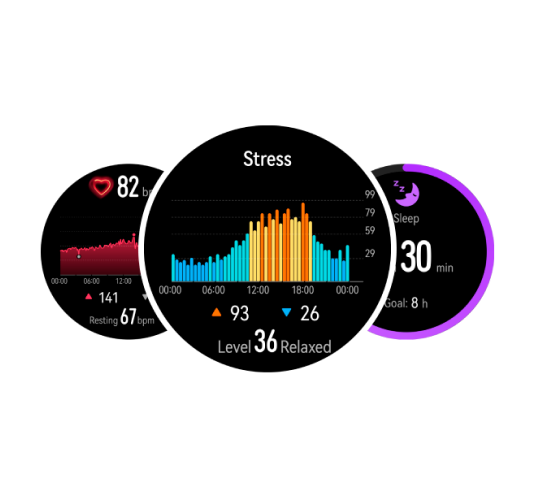 82
00:00 06:00 12:00
141
Resting 67 bpm
Stress
99
79
59
29
00:00 06:00 12:00 18:00 00:00
93 26
Level 36 Relaxed
z z z
Sleep
30 min
Goal: 8 h